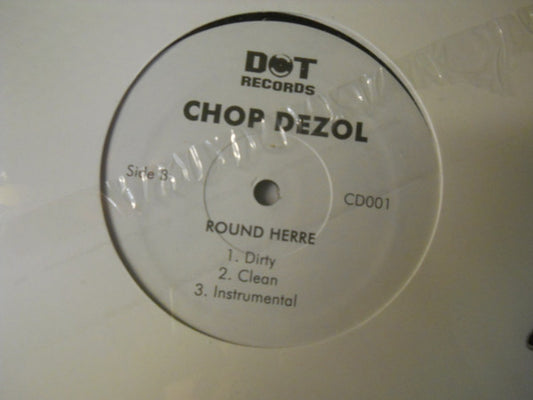 DOT
RECORDS
CHOP DEZOL
Side 3
CD001
ROUND HERRE
1. Dirty
2. Clean
3. Instrumental